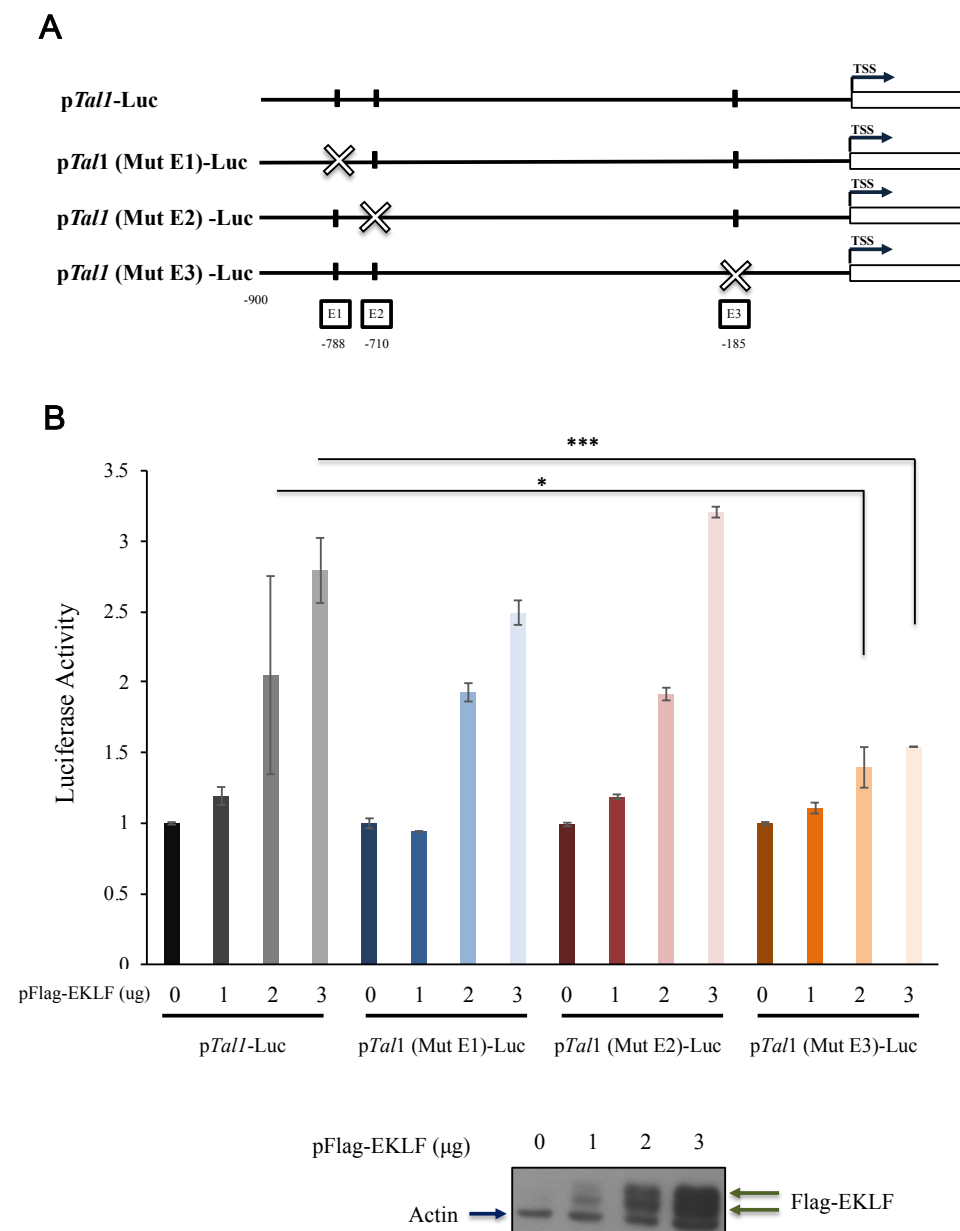 A
pTal1-Luc
TSS
pTal1 (Mut E1)-Luc
TSS
pTal1 (Mut E2) -Luc
TSS
pTal1 (Mut E3) -Luc
TSS
-900
E1 E2 E3
-788 -710 -185
B
***
*
3.5
3
2.5
2
1.5
1
0.5
0
Luciferase Activity
pFlag-EKLF (ug) 0 1 2 3 0 1 2 3 0 1 2 3 0 1 2 3
pTal1-Luc pTal1 (Mut E1)-Luc pTal1 (Mut E2)-Luc pTal1 (Mut E3)-Luc
pFlag-EKLF (μg) 0 1 2 3
Flag-EKLF
Actin